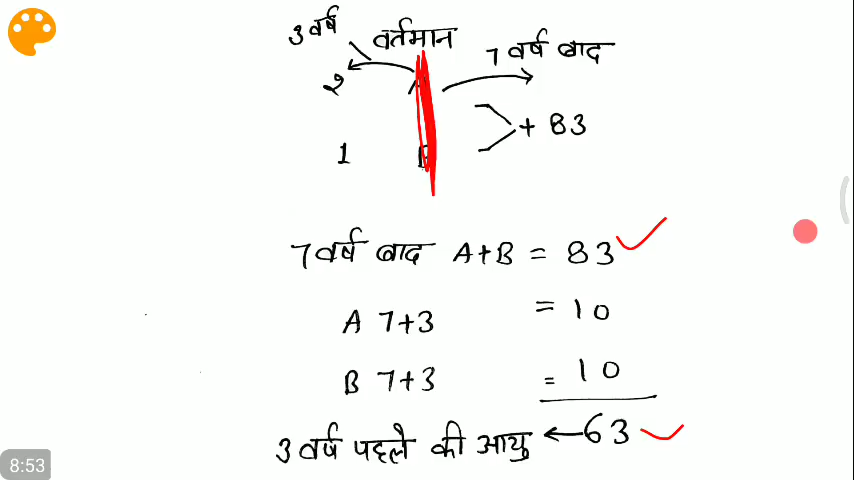 3 वर्ष वर्तमान 7 वर्ष बाद
2
+ 83
1
7 वर्ष बाद A+B = 83
A 7+3 = 10
B 7+3 = 10
3 वर्ष पहले की आयु ← 63
8:53